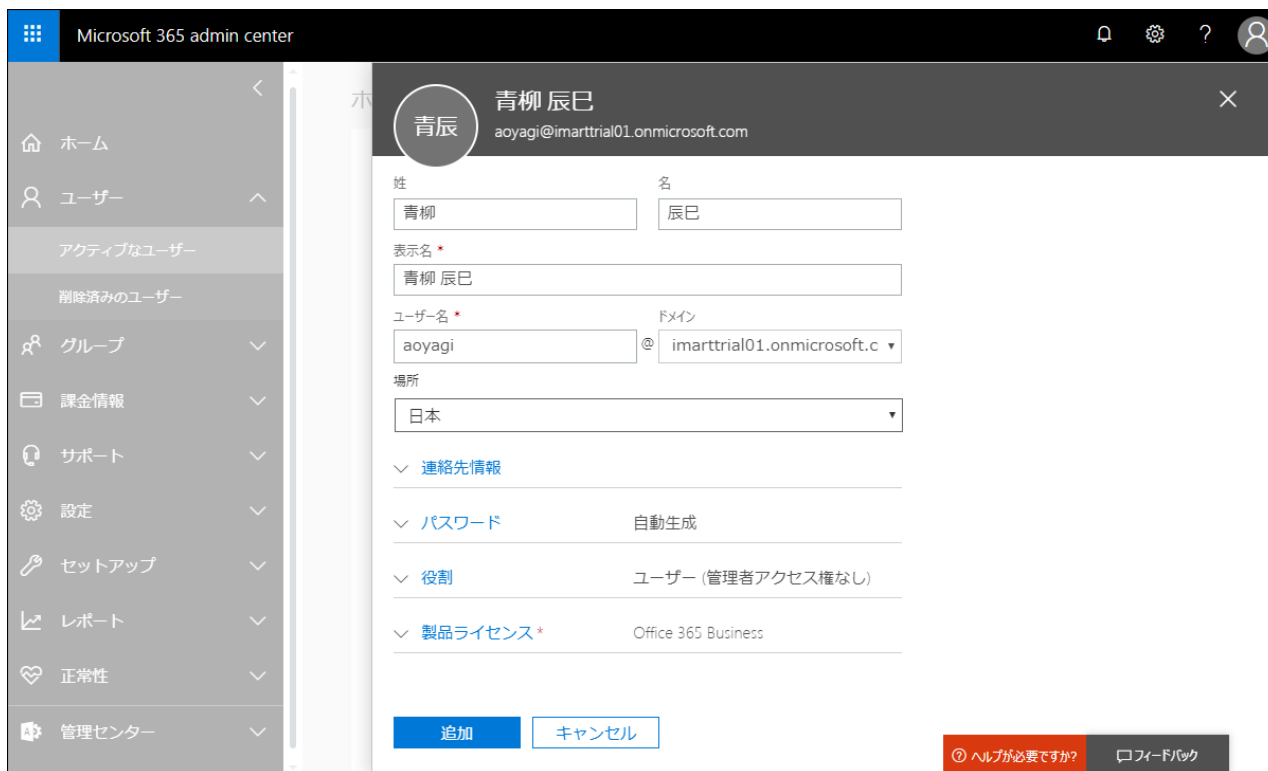 Microsoft 365 admin center
ホーム
ユーザー
アクティブなユーザー
削除済みのユーザー
グループ
課金情報
サポート
設定
セットアップ
レポート
正常性
管理センター
ホ
青辰
青柳 辰巳
aoyagi@imarttrial01.onmicrosoft.com
姓 名
青柳 辰巳
表示名 *
青柳 辰巳
ユーザー名 * ドメイン
aoyagi @ imarttrial01.onmicrosoft.c
場所
日本
連絡先情報
パスワード 自動生成
役割 ユーザー (管理者アクセス権なし)
製品ライセンス * Office 365 Business
追加 キャンセル
ヘルプが必要ですか? フィードバック